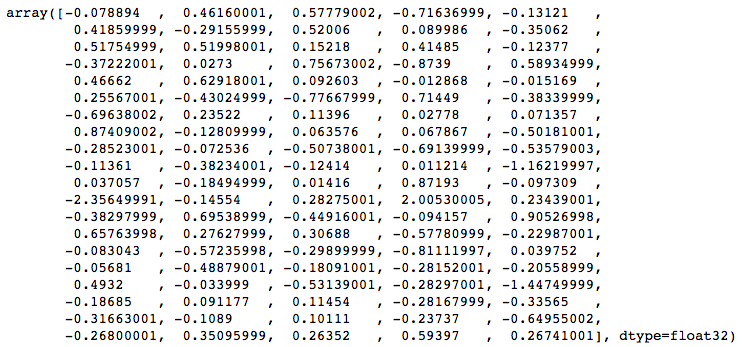 array([-0.078894  ,  0.46160001,  0.57779002, -0.71636999, -0.13121   ,
        0.41859999, -0.29155999,  0.52006   ,  0.089986  , -0.35062   ,
        0.51754999,  0.51998001,  0.15218   ,  0.41485   , -0.12377   ,
       -0.37222001,  0.0273    ,  0.75673002, -0.8739    ,  0.58934999,
        0.46662   ,  0.62918001,  0.092603  , -0.012868  , -0.015169  ,
        0.25567001, -0.43024999, -0.77667999,  0.71449   , -0.38339999,
       -0.69638002,  0.23522   ,  0.11396   ,  0.02778   ,  0.071357  ,
        0.87409002, -0.12809999,  0.063576  ,  0.067867  , -0.50181001,
       -0.28523001, -0.072536  , -0.50738001, -0.69139999, -0.53579003,
       -0.11361   , -0.38234001, -0.12414   ,  0.011214  , -1.16219997,
        0.037057  , -0.18494999,  0.01416   ,  0.87193   , -0.097309  ,
       -2.35649991, -0.14554   ,  0.28275001,  2.00530005,  0.23439001,
       -0.38297999,  0.69538999, -0.44916001, -0.094157  ,  0.90526998,
        0.65763998,  0.27627999,  0.30688   , -0.57780999, -0.22987001,
       -0.083043  , -0.57235998, -0.29899999, -0.81111997,  0.039752  ,
       -0.05681   , -0.48879001, -0.18091001, -0.28152001, -0.20558999,
        0.4932    , -0.033999  , -0.53139001, -0.28297001, -1.44749999,
       -0.18685   ,  0.091177  ,  0.11454   , -0.28167999, -0.33565   ,
       -0.31663001, -0.1089    ,  0.10111   , -0.23737   , -0.64955002,
       -0.26800001,  0.35095999,  0.26352   ,  0.59397   ,  0.26741001], dtype=float32)